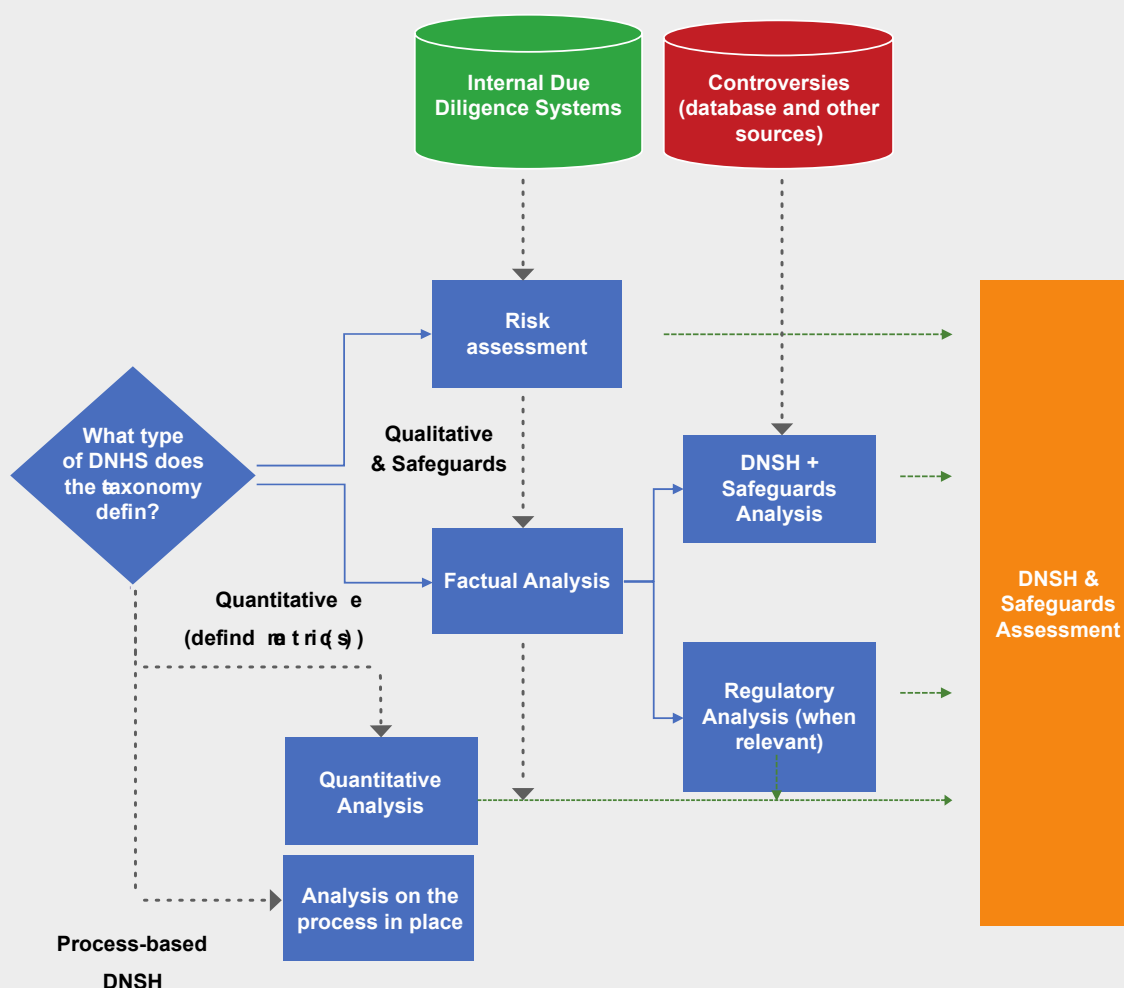 Internal Due
Diligence Systems
Controversies
(database and other
sources)
Risk
assessment
What type
of DNHS does
the taxonomy
defin?
Qualitative
& Safeguards
DNSH +
Safeguards
Analysis
Factual Analysis
DNSH &
Safeguards
Assessment
Quantitative e
(defind
Regulatory
Analysis (when
relevant)
Quantitative
Analysis
Analysis on the
process in place
Process-based
DNSH